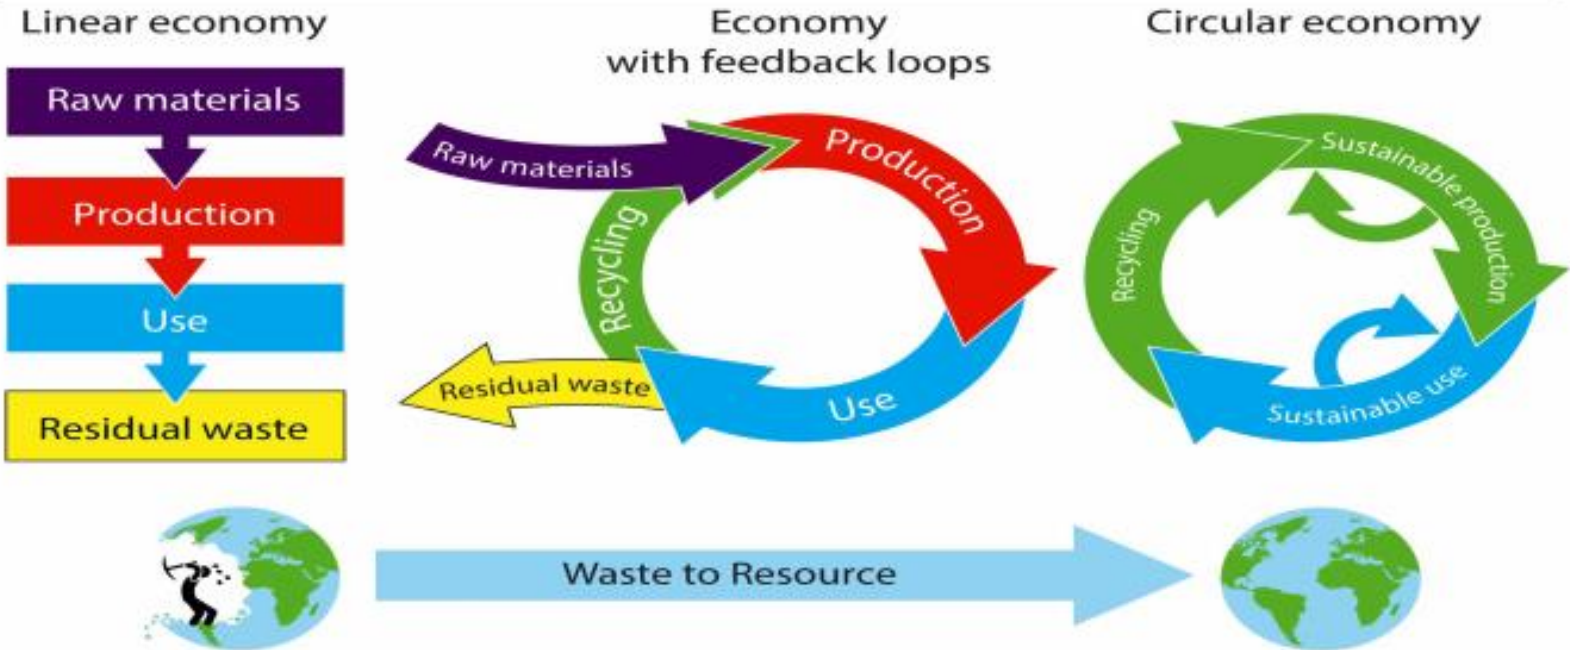 Linear economy
Raw materials
Production
Use
Residual waste
Economy
with feedback loops
Raw materials
Production
Use
Recycling
Residual waste
Circular economy
Sustainable production
Sustainable use
Recycling
Waste to Resource